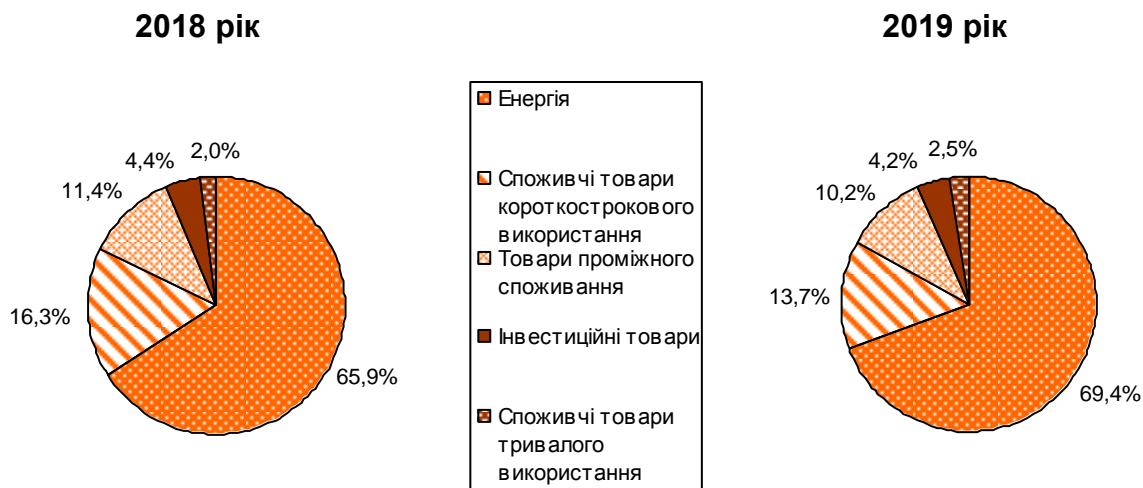 2018 рік
2019 рік
4,4%
2,0%
11,4%
16,3%
65,9%
Енергія
Споживчі товари
короткострокового
використання
Товари проміжного
споживання
Інвестиційні товари
Споживчі товари
тривалого
використання
4,2%
2,5%
10,2%
13,7%
69,4%